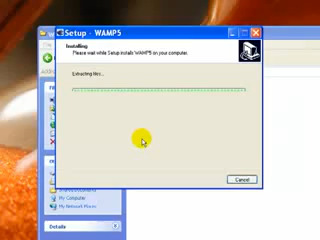 Setup - WAMP5
Installing
Please wait while Setup installs WAMP5 on your computer.
Extracting files...
Cancel
My Computer
My Network Places
Details